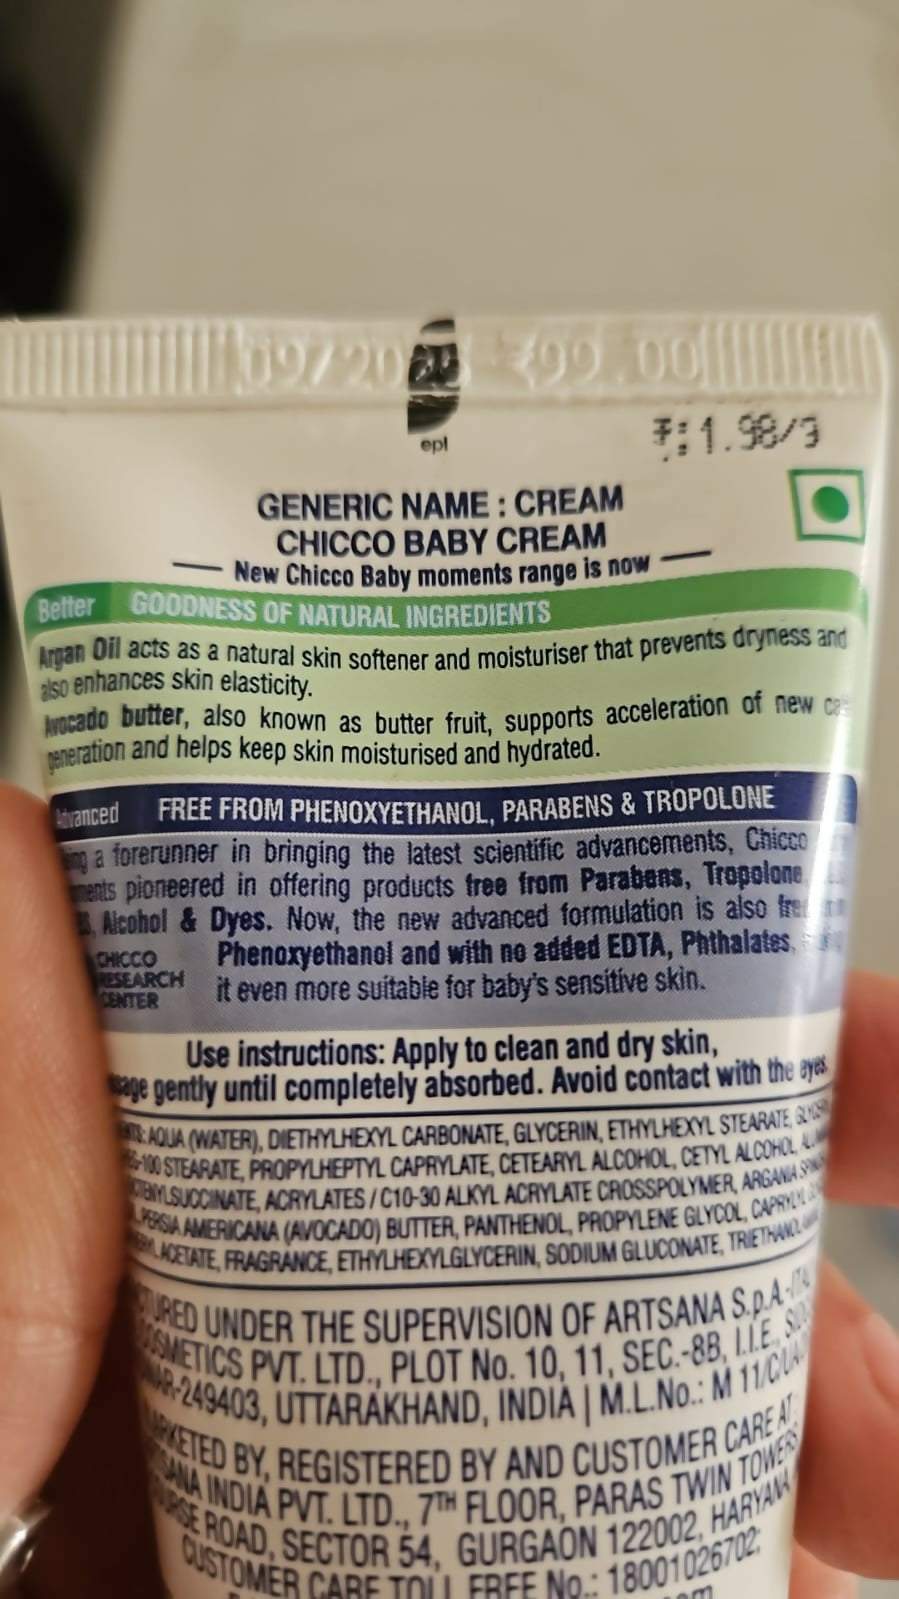 09/20 ₹99.00
epl
₹:1.98/g
GENERIC NAME : CREAM
CHICCO BABY CREAM
New Chicco Baby moments range is now
Better GOODNESS OF NATURAL INGREDIENTS
Argan Oil acts as a natural skin softener and moisturiser that prevents dryness and
also enhances skin elasticity.
Avocado butter, also known as butter fruit, supports acceleration of new
generation and helps keep skin moisturised and hydrated.
Advanced FREE FROM PHENOXYETHANOL, PARABENS & TROPOLONE
a forerunner in bringing the latest scientific advancements, Chicco
pioneered in offering products free from Parabens, Tropolone,
Alcohol & Dyes. Now, the new advanced formulation is also
Phenoxyethanol and with no added EDTA, Phthalates,
CHICCO
RESEARCH
CENTER
it even more suitable for baby's sensitive skin.
Use instructions: Apply to clean and dry skin,
gently until completely absorbed. Avoid contact with the eyes.
AQUA (WATER), DIETHYLHEXYL CARBONATE, GLYCERIN, ETHYLHEXYL STEARATE,
STEARATE, PROPYLHEPTYL CAPRYLATE, CETEARYL ALCOHOL, CETYL ALCOHOL,
ACRYLATES / C10-30 ALKYL ACRYLATE CROSSPOLYMER, ARGANIA
PERSIA AMERICANA (AVOCADO) BUTTER, PANTHENOL, PROPYLENE GLYCOL,
ACETATE, FRAGRANCE, ETHYLHEXYLGLYCERIN, SODIUM GLUCONATE,
UNDER THE SUPERVISION OF ARTSANA S.p.A.
COSMETICS PVT. LTD., PLOT No. 10, 11, SEC.-8B, I.I.E.,
249403, UTTARAKHAND, INDIA | M.L.No.: M 11/C/UA
MARKETED BY, REGISTERED BY AND CUSTOMER CARE AT:
INDIA PVT. LTD., 7TH FLOOR, PARAS TWIN TOWERS
ROAD, SECTOR 54, GURGAON 122002, HARYANA
CUSTOMER CARE TOLL FREE No.: 18001026702;